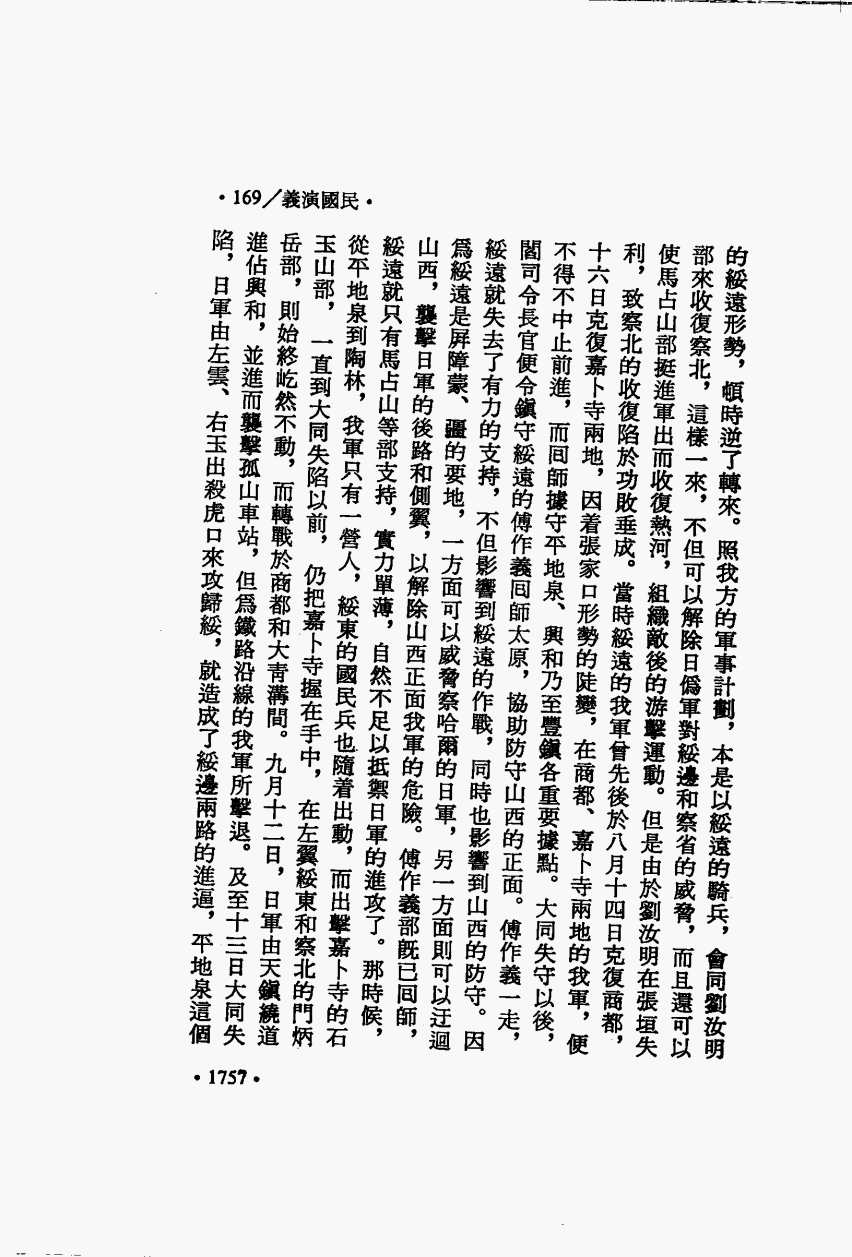 •169/義演國民•
的綏遠形勢，頓時逆了轉來。照我方的軍事計劃，本是以綏遠的騎兵，會同劉汝明
部來收復察北，這樣一來，不但可以解除日僞軍對綏邊和察省的威脅，而且還可以
使馬占山部挺進軍出而收復熱河，組織敵後的游擊運動。但是由於劉汝明在張垣失
利，致察北的收復陷於功敗垂成。當時綏遠的我軍曾先後於八月十四日克復商都，
十六日克復嘉卜寺兩地，因着張家口形勢的陡變，在商都、嘉卜寺兩地的我軍，便
不得不中止前進，而囘師據守平地泉、興和乃至豐鎭各重要據點。大同失守以後，
閻司令長官便令鎭守綏遠的傅作義囘師太原，協助防守山西的正面。傅作義一走，
綏遠就失去了有力的支持，不但影響到綏遠的作戰，同時也影響到山西的防守。因
爲綏遠是屛障蒙、疆的要地，一方面可以威脅察哈爾的日軍，另一方面則可以迂迴
山西，襲擊日軍的後路和側翼，以解除山西正面我軍的危險。傅作義部既已囘師，
綏遠就只有馬占山等部支持，實力單薄，自然不足以抵禦日軍的進攻了。那時候，
從平地泉到陶林，我軍只有一營人，綏東的國民兵也隨着出動，而出擊嘉卜寺的石
玉山部，一直到大同失陷以前，仍把嘉卜寺握在手中，在左翼綏東和察北的門炳
岳部，則始終屹然不動，而轉戰於商都和大靑溝間。九月十二日，日軍由天鎭繞道
進佔興和，並進而襲擊孤山車站，但爲鐵路沿線的我軍所擊退。及至十三日大同失
陷，日軍由左雲、右玉出殺虎口來攻歸綏，就造成了綏邊兩路的進逼，平地泉這個
•1757•